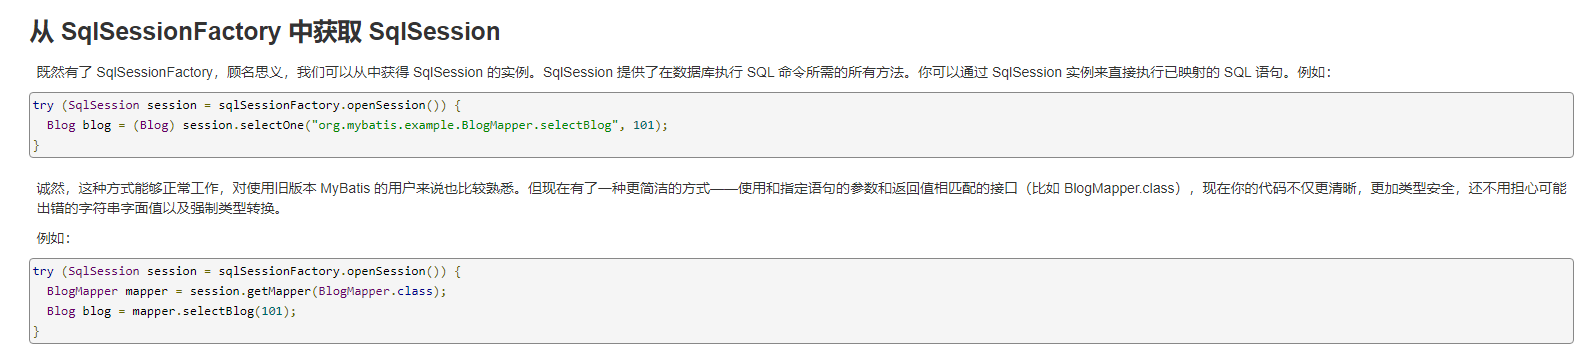 从 SqlSessionFactory 中获取 SqlSession
既然有了 SqlSessionFactory，顾名思义，我们可以从中获得 SqlSession 的实例。SqlSession 提供了在数据库执行 SQL 命令所需的所有方法。你可以通过 SqlSession 实例来直接执行已映射的 SQL 语句。例如：
try (SqlSession session = sqlSessionFactory.openSession()) {
  Blog blog = (Blog) session.selectOne("org.mybatis.example.BlogMapper.selectBlog", 101);
}
诚然，这种方式能够正常工作，对使用旧版本 MyBatis 的用户来说也比较熟悉。但现在有了一种更简洁的方式——使用和指定语句的参数和返回值相匹配的接口（比如 BlogMapper.class），现在你的代码不仅更清晰，更加类型安全，还不用担心可能
出错的字符串字面值以及强制类型转换。
例如：
try (SqlSession session = sqlSessionFactory.openSession()) {
  BlogMapper mapper = session.getMapper(BlogMapper.class);
  Blog blog = mapper.selectBlog(101);
}